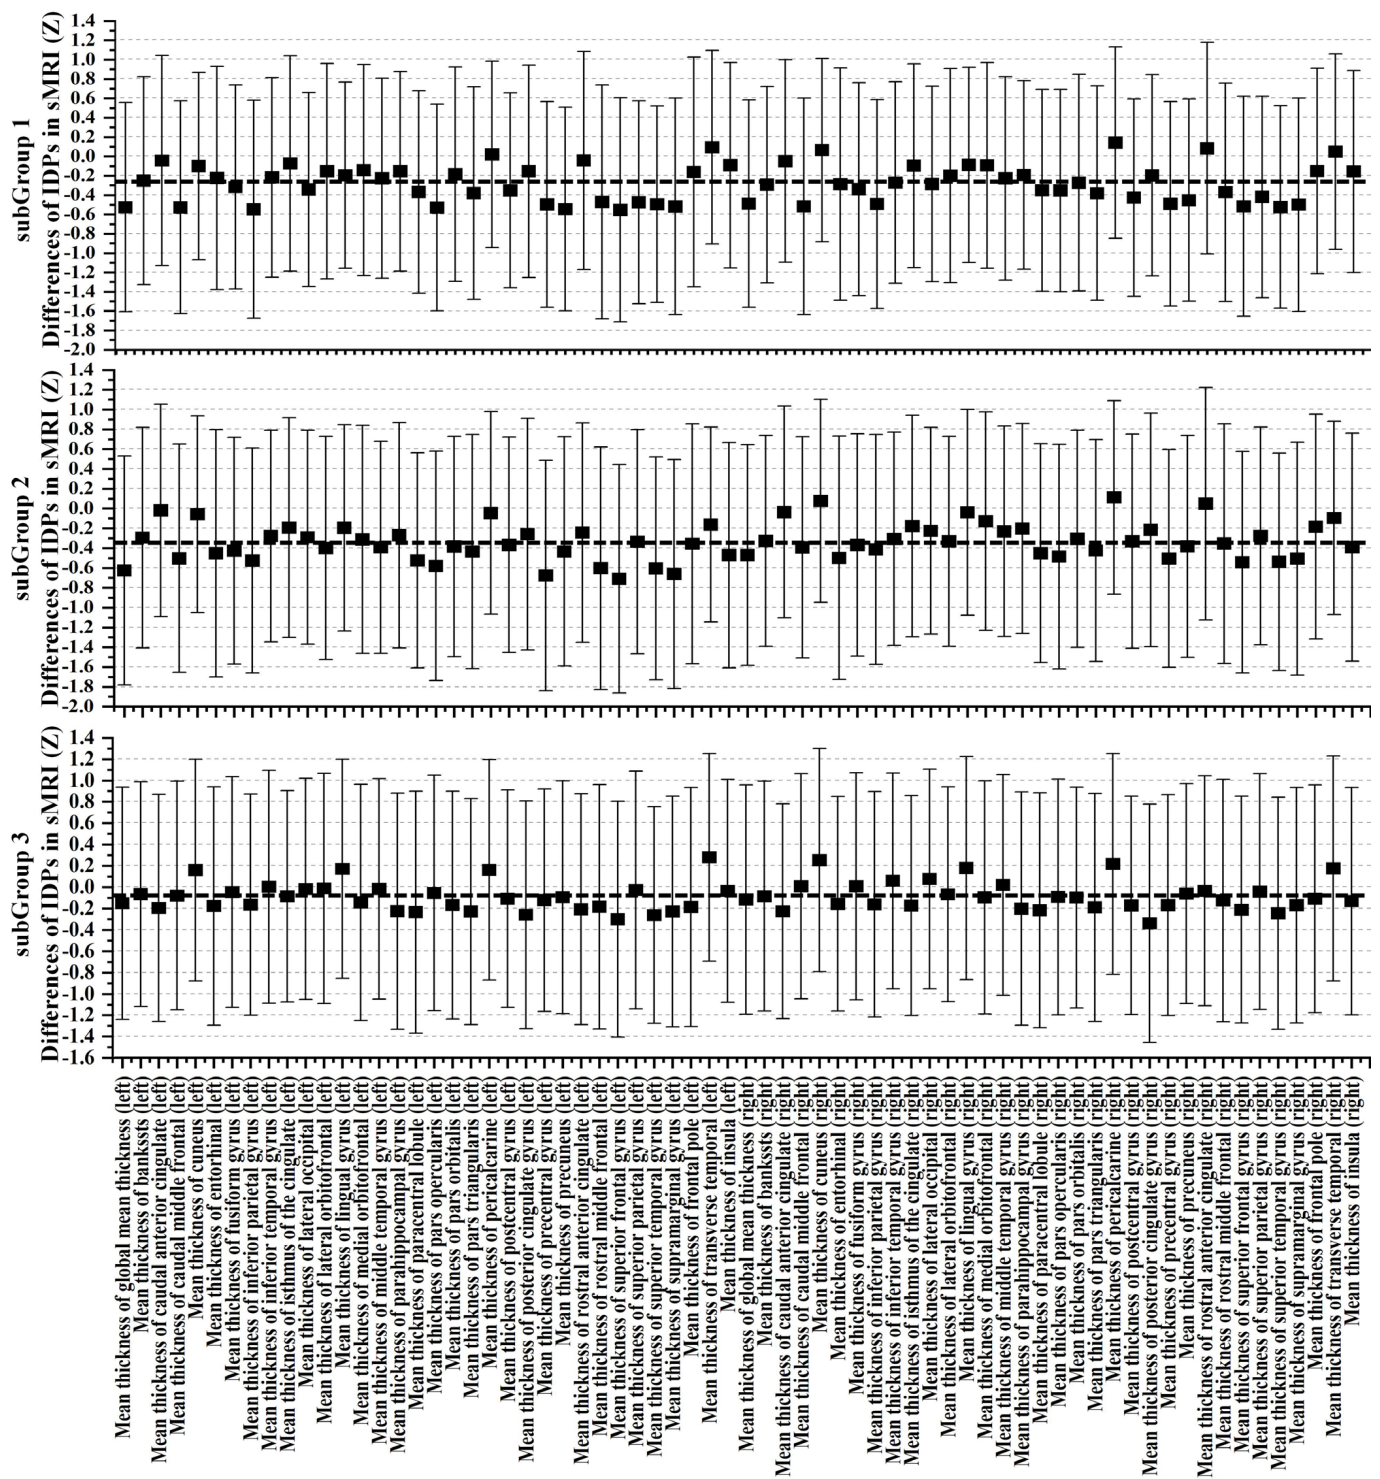 subGroup 1
Differences of IDPs in sMRI (Z)
1.4
1.2
1.0
0.8
0.6
0.4
0.2
0.0
-0.2
-0.4
-0.6
-0.8
-1.0
-1.2
-1.4
-1.6
-1.8
-2.0
subGroup 2
Differences of IDPs in sMRI (Z)
1.4
1.2
1.0
0.8
0.6
0.4
0.2
0.0
-0.2
-0.4
-0.6
-0.8
-1.0
-1.2
-1.4
-1.6
-1.8
-2.0
subGroup 3
Differences of IDPs in sMRI (Z)
1.4
1.2
1.0
0.8
0.6
0.4
0.2
0.0
-0.2
-0.4
-0.6
-0.8
-1.0
-1.2
-1.4
-1.6
Mean thickness of global mean thickness (left)
Mean thickness of bankssts (left)
Mean thickness of caudal anterior cingulate (left)
Mean thickness of caudal middle frontal (left)
Mean thickness of cuneus (left)
Mean thickness of entorhinal (left)
Mean thickness of fusiform gyrus (left)
Mean thickness of inferior parietal gyrus (left)
Mean thickness of inferior temporal gyrus (left)
Mean thickness of isthmus of the cingulate (left)
Mean thickness of lateral occipital (left)
Mean thickness of lateral orbitofrontal (left)
Mean thickness of lingual gyrus (left)
Mean thickness of medial orbitofrontal (left)
Mean thickness of middle temporal gyrus (left)
Mean thickness of parahippocampal gyrus (left)
Mean thickness of paracentral lobule (left)
Mean thickness of pars opercularis (left)
Mean thickness of pars orbitalis (left)
Mean thickness of pars triangularis (left)
Mean thickness of pericalcarine (left)
Mean thickness of postcentral gyrus (left)
Mean thickness of posterior cingulate gyrus (left)
Mean thickness of precentral gyrus (left)
Mean thickness of precuneus (left)
Mean thickness of rostral anterior cingulate (left)
Mean thickness of rostral middle frontal (left)
Mean thickness of superior frontal gyrus (left)
Mean thickness of superior parietal gyrus (left)
Mean thickness of superior temporal gyrus (left)
Mean thickness of supramarginal gyrus (left)
Mean thickness of frontal pole (left)
Mean thickness of transverse temporal (left)
Mean thickness of insula (left)
Mean thickness of global mean thickness (right)
Mean thickness of bankssts (right)
Mean thickness of caudal anterior cingulate (right)
Mean thickness of caudal middle frontal (right)
Mean thickness of cuneus (right)
Mean thickness of entorhinal (right)
Mean thickness of fusiform gyrus (right)
Mean thickness of inferior parietal gyrus (right)
Mean thickness of inferior temporal gyrus (right)
Mean thickness of isthmus of the cingulate (right)
Mean thickness of lateral occipital (right)
Mean thickness of lateral orbitofrontal (right)
Mean thickness of lingual gyrus (right)
Mean thickness of medial orbitofrontal (right)
Mean thickness of middle temporal gyrus (right)
Mean thickness of parahippocampal gyrus (right)
Mean thickness of paracentral lobule (right)
Mean thickness of pars opercularis (right)
Mean thickness of pars orbitalis (right)
Mean thickness of pars triangularis (right)
Mean thickness of pericalcarine (right)
Mean thickness of postcentral gyrus (right)
Mean thickness of posterior cingulate gyrus (right)
Mean thickness of precentral gyrus (right)
Mean thickness of precuneus (right)
Mean thickness of rostral anterior cingulate (right)
Mean thickness of rostral middle frontal (right)
Mean thickness of superior frontal gyrus (right)
Mean thickness of superior parietal gyrus (right)
Mean thickness of superior temporal gyrus (right)
Mean thickness of supramarginal gyrus (right)
Mean thickness of frontal pole (right)
Mean thickness of transverse temporal (right)
Mean thickness of insula (right)